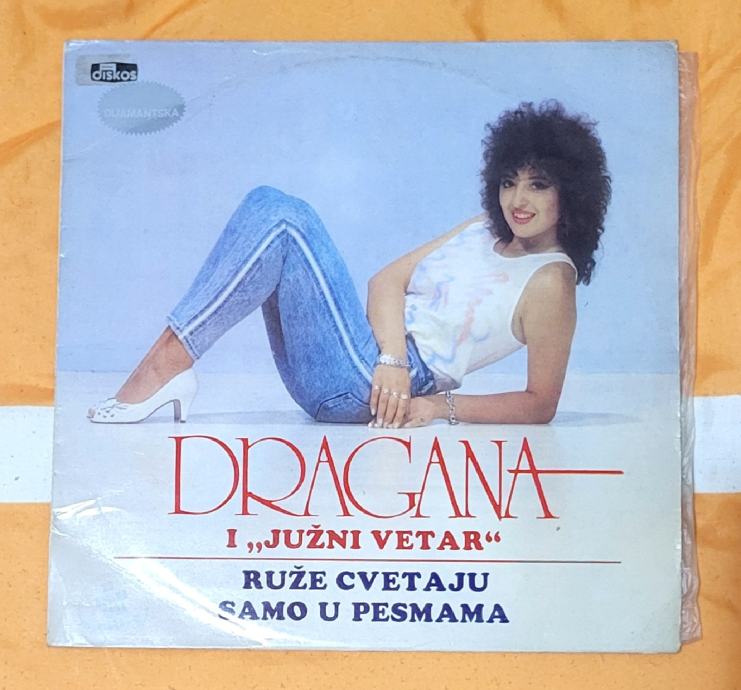 diskos
DIJAMANTSKA
DRAGANA
I „JUŽNI VETAR“
RUŽE CVETAJU
SAMO U PESMAMA